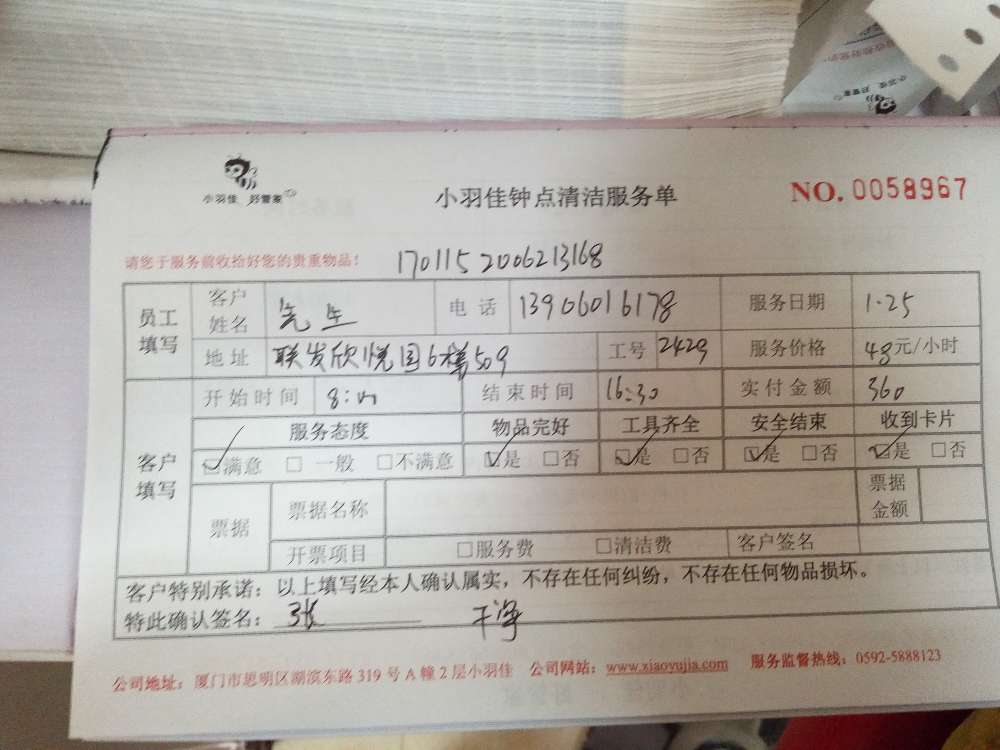 小羽佳 好管家
小羽佳钟点清洁服务单
NO. 0058967
请您于服务前收拾好您的贵重物品！ 1701152006213168
员工填写 客户姓名 先生 电话 13906016178 服务日期 1·25
地址 联发欣悦园6梯509 工号 2429 服务价格 48元/小时
客户填写 开始时间 8:00 结束时间 16:30 实付金额 360
服务态度 物品完好 工具齐全 安全结束 收到卡片
☑满意 □一般 □不满意 ☑是 □否 ☑是 □否 ☑是 □否 ☑是 □否
票据 票据名称 票据金额
开票项目 □服务费 □清洁费 客户签名
客户特别承诺：以上填写经本人确认属实，不存在任何纠纷，不存在任何物品损坏。
特此确认签名： 张 干净
公司地址：厦门市思明区湖滨东路319号A幢2层小羽佳 公司网站：www.xiaoyujia.com 服务监督热线：0592-5888123